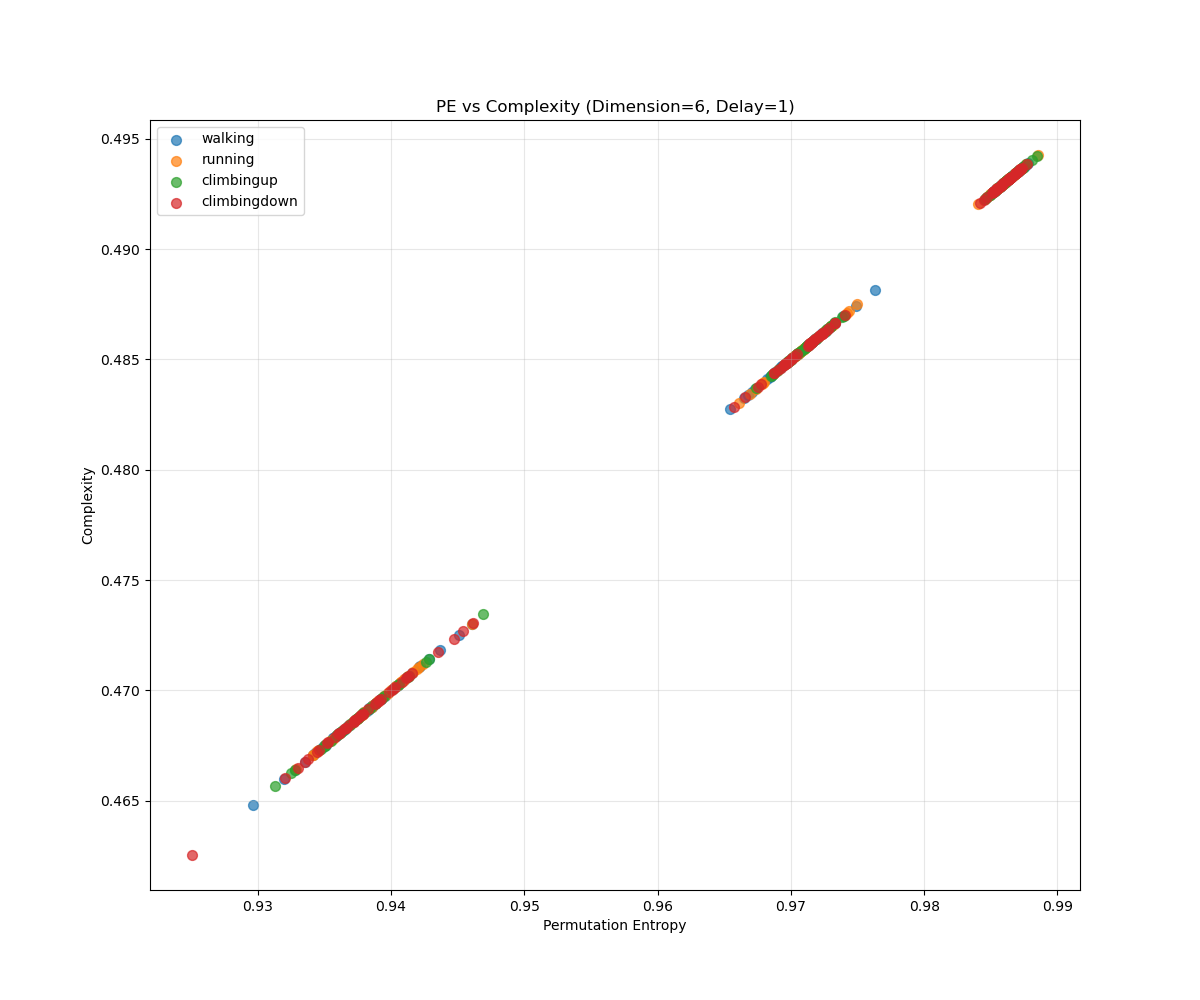 PE vs Complexity (Dimension=6, Delay=1)
walking
running
climbingup
climbingdown
0.495
0.490
0.485
0.480
0.475
0.470
0.465
Complexity
0.93
0.94
0.95
0.96
0.97
0.98
0.99
Permutation Entropy